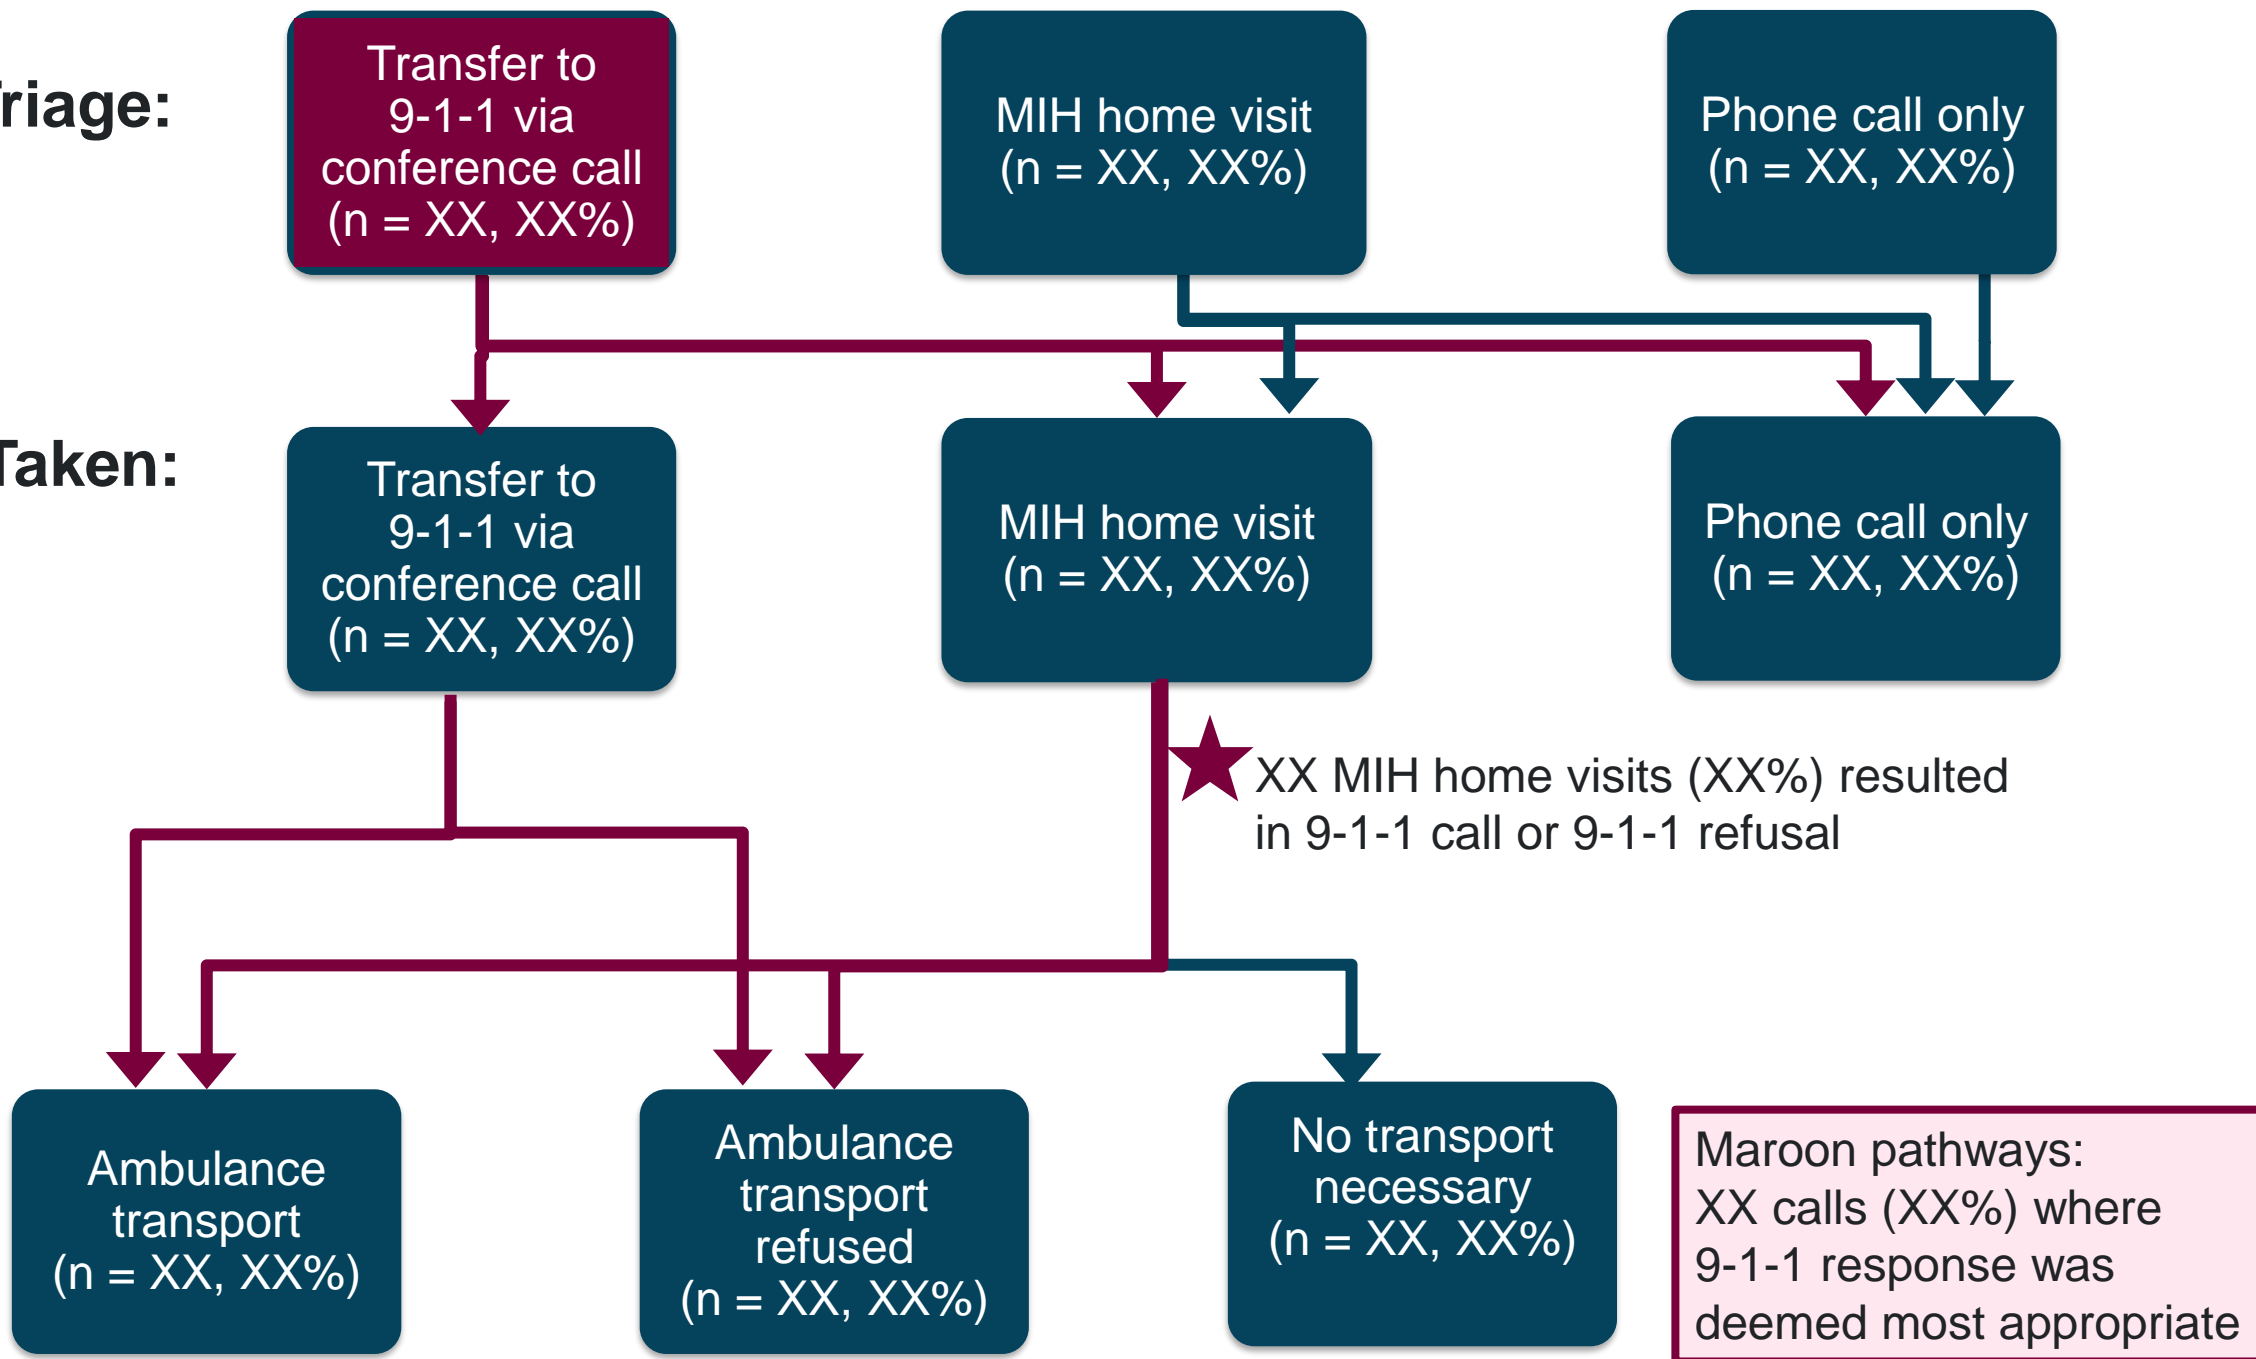 Triage:
Transfer to
9-1-1 via
conference call
(n = XX, XX%)
MIH home visit
(n = XX, XX%)
Phone call only
(n = XX, XX%)
Taken:
Transfer to
9-1-1 via
conference call
(n = XX, XX%)
MIH home visit
(n = XX, XX%)
Phone call only
(n = XX, XX%)
XX MIH home visits (XX%) resulted
in 9-1-1 call or 9-1-1 refusal
Ambulance
transport
(n = XX, XX%)
Ambulance
transport
refused
(n = XX, XX%)
No transport
necessary
(n = XX, XX%)
Maroon pathways:
XX calls (XX%) where
9-1-1 response was
deemed most appropriate